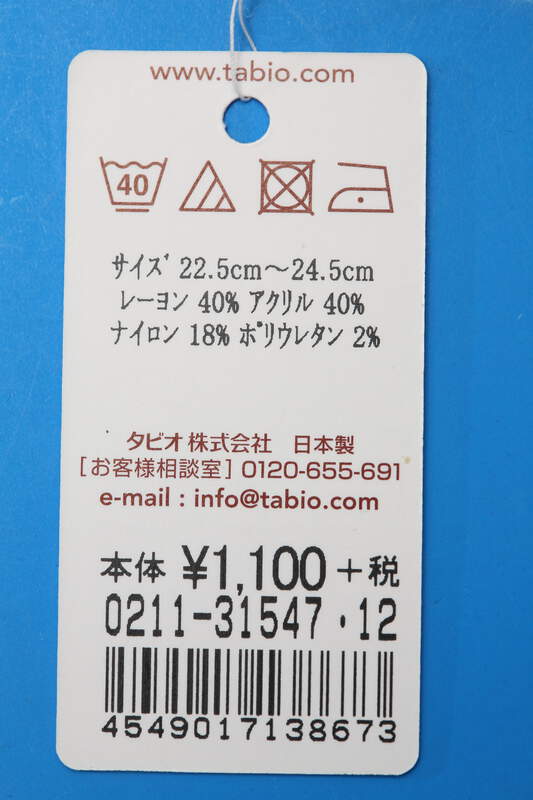 www.tabio.com
40
サイズ 22.5cm～24.5cm
レーヨン 40% アクリル 40%
ナイロン 18% ポリウレタン 2%
タビオ株式会社 日本製
[お客様相談室] 0120-655-691
e-mail : info@tabio.com
本体 ¥1,100 +税
0211-31547・12
4549017138673